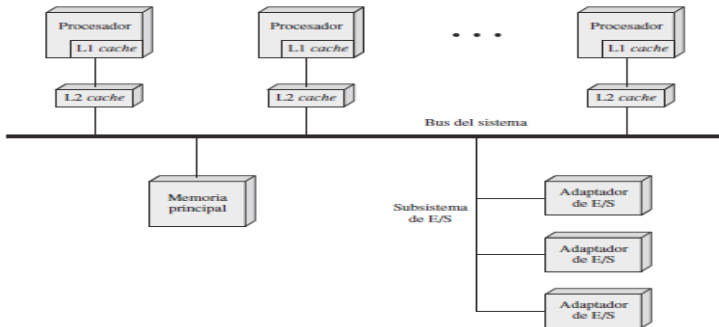 Procesador
L1 cache
Procesador
L1 cache
• • •
Procesador
L1 cache
L2 cache
L2 cache
L2 cache
Bus del sistema
Memoria
principal
Subsistema
de E/S
Adaptador
de E/S
Adaptador
de E/S
Adaptador
de E/S